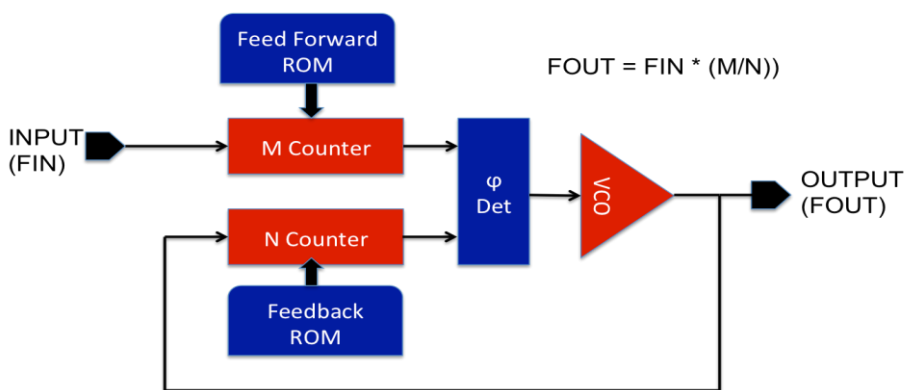 Feed Forward
ROM
FOUT = FIN * (M/N))
INPUT
(FIN)
M Counter
φ
Det
VCO
OUTPUT
(FOUT)
N Counter
Feedback
ROM